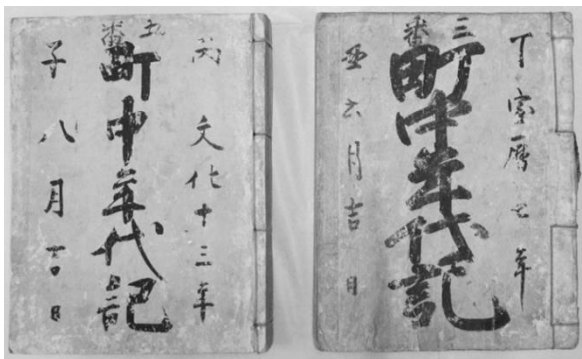 丁 宝暦七年
三番
町中年代記
丑六月吉日
丙 文化十三年
五番
町中年代記
子八月吉日